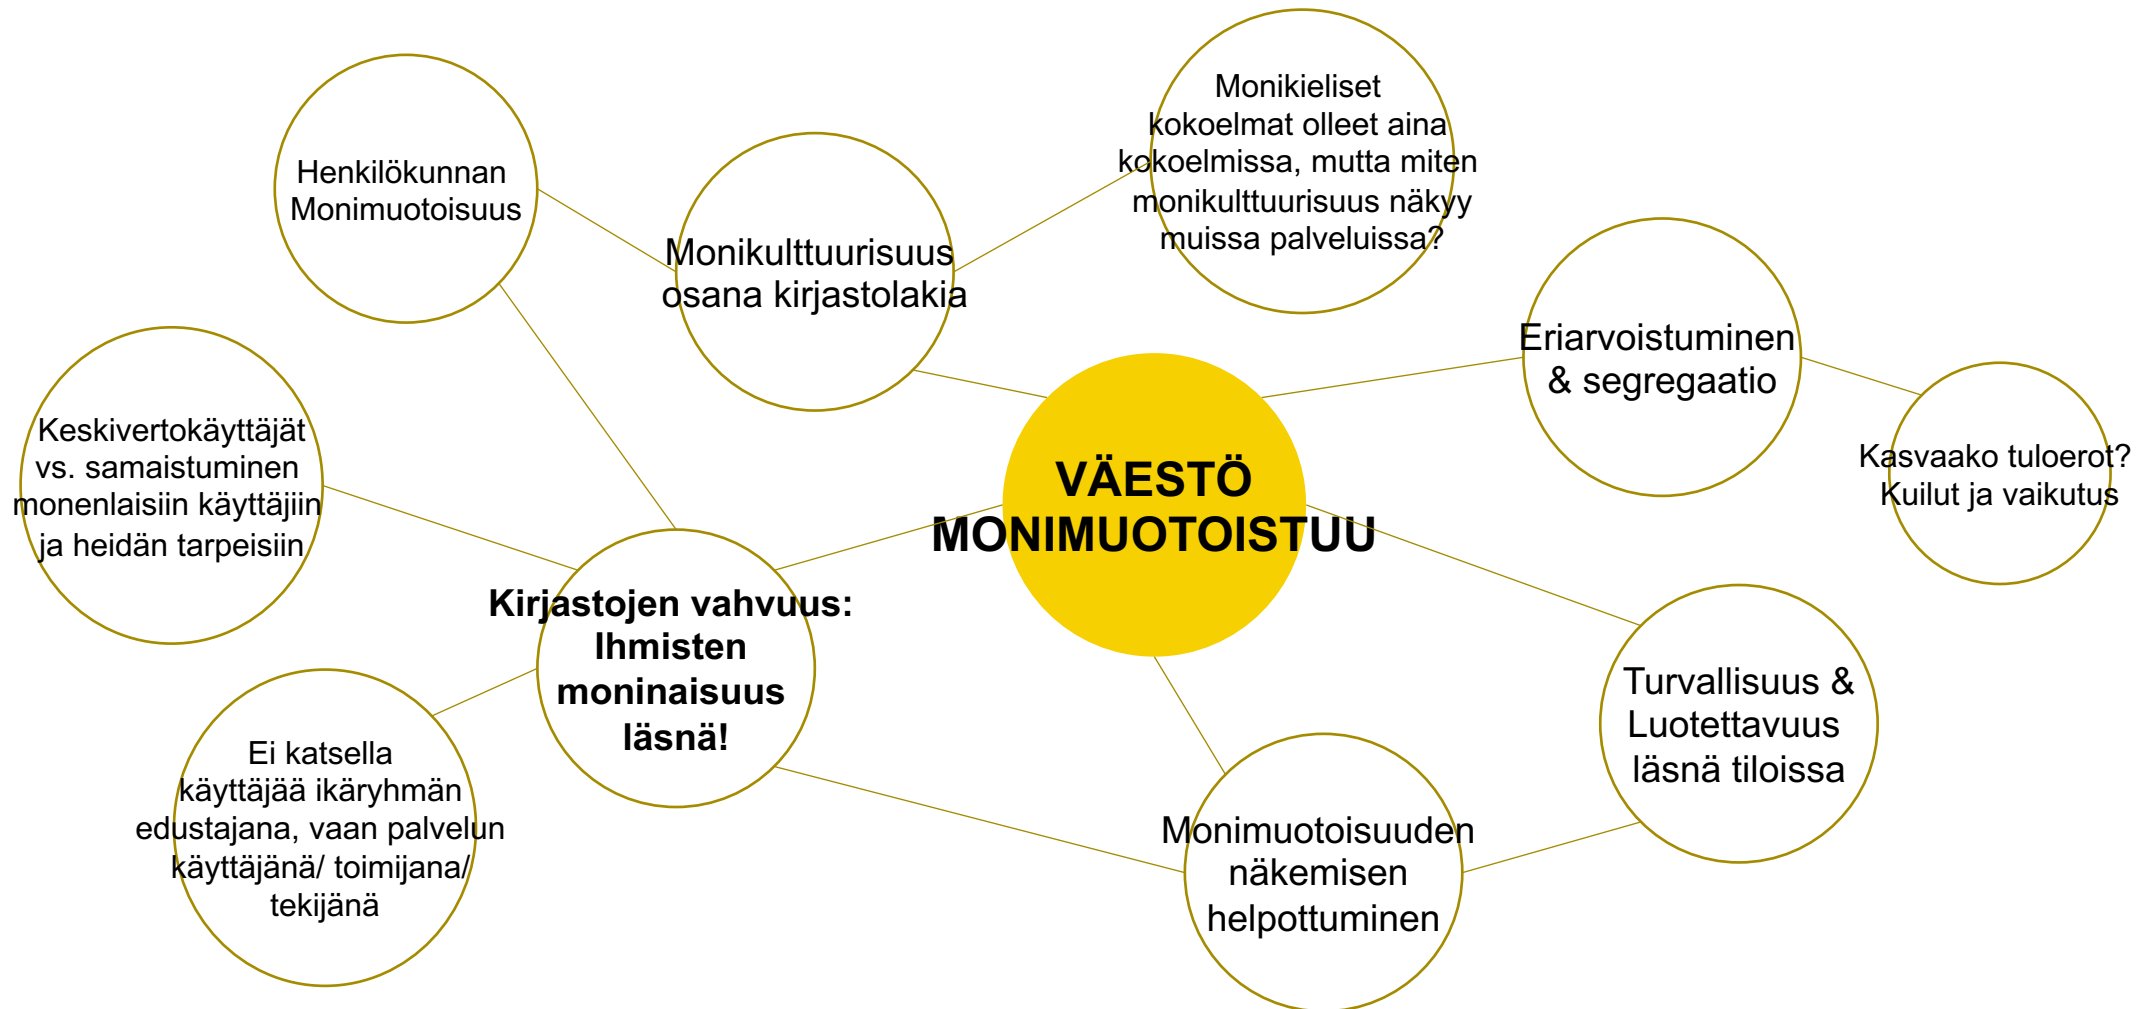 Monikieliset
kokoelmat olleet aina
kokoelmissa, mutta miten
monikulttuurisuus näkyy
muissa palveluissa?
Henkilökunnan
Monimuotoisuus
Monikulttuurisuus
osana kirjastolakia
Eriarvoistuminen
& segregaatio
Keskivertokäyttäjät
vs. samaistuminen
monenlaisiin käyttäjiin
ja heidän tarpeisiin
Kasvaako tuloerot?
Kuilut ja vaikutus
VÄESTÖ
MONIMUOTOISTUU
Kirjastojen vahvuus:
Ihmisten
moninaisuus
läsnä!
Turvallisuus &
Luotettavuus
läsnä tiloissa
Ei katsella
käyttäjää ikäryhmän
edustajana, vaan palvelun
käyttäjänä/ toimijana/
tekijänä
Monimuotoisuuden
näkemisen
helpottuminen